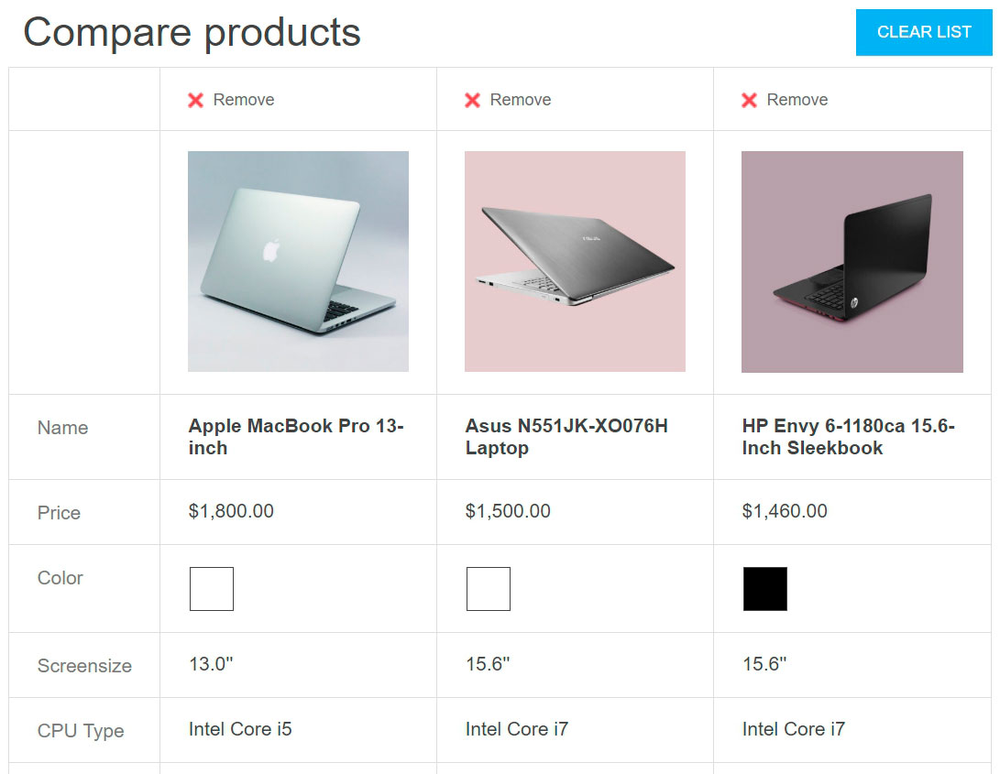 Compare products
CLEAR LIST
Remove
Remove
Remove
Name
Apple MacBook Pro 13-
inch
Asus N551JK-XO076H
Laptop
HP Envy 6-1180ca 15.6-
Inch Sleekbook
Price
$1,800.00
$1,500.00
$1,460.00
Color
Screensize
13.0"
15.6"
15.6"
CPU Type
Intel Core i5
Intel Core i7
Intel Core i7